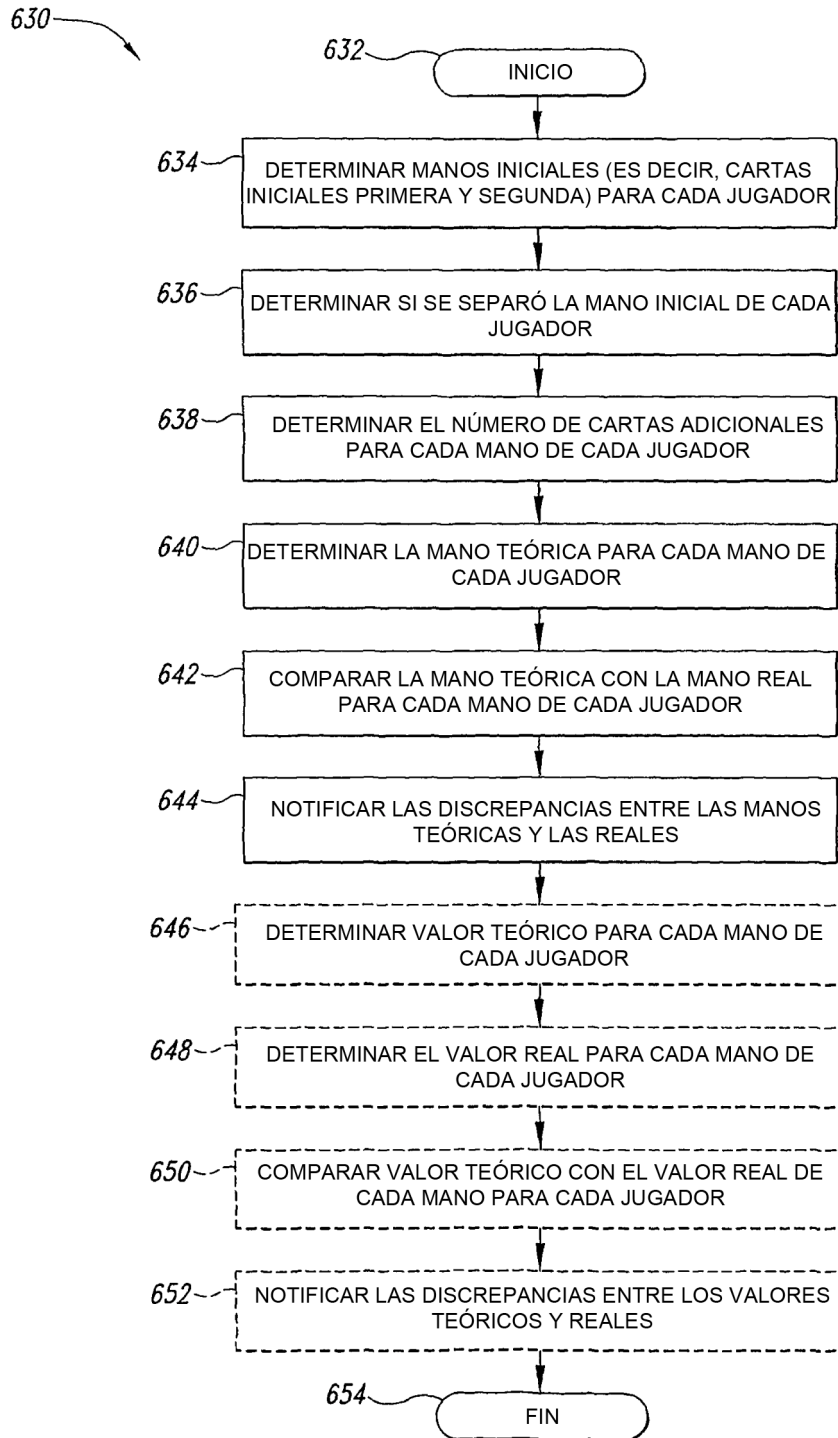 630
632
INICIO
634
DETERMINAR MANOS INICIALES (ES DECIR, CARTAS
INICIALES PRIMERA Y SEGUNDA) PARA CADA JUGADOR
636
DETERMINAR SI SE SEPARÓ LA MANO INICIAL DE CADA
JUGADOR
638
DETERMINAR EL NÚMERO DE CARTAS ADICIONALES
PARA CADA MANO DE CADA JUGADOR
640
DETERMINAR LA MANO TEÓRICA PARA CADA MANO DE
CADA JUGADOR
642
COMPARAR LA MANO TEÓRICA CON LA MANO REAL
PARA CADA MANO DE CADA JUGADOR
644
NOTIFICAR LAS DISCREPANCIAS ENTRE LAS MANOS
TEÓRICAS Y LAS REALES
646
DETERMINAR VALOR TEÓRICO PARA CADA MANO DE
CADA JUGADOR
648
DETERMINAR EL VALOR REAL PARA CADA MANO DE
CADA JUGADOR
650
COMPARAR VALOR TEÓRICO CON EL VALOR REAL DE
CADA MANO PARA CADA JUGADOR
652
NOTIFICAR LAS DISCREPANCIAS ENTRE LOS VALORES
TEÓRICOS Y REALES
654
FIN